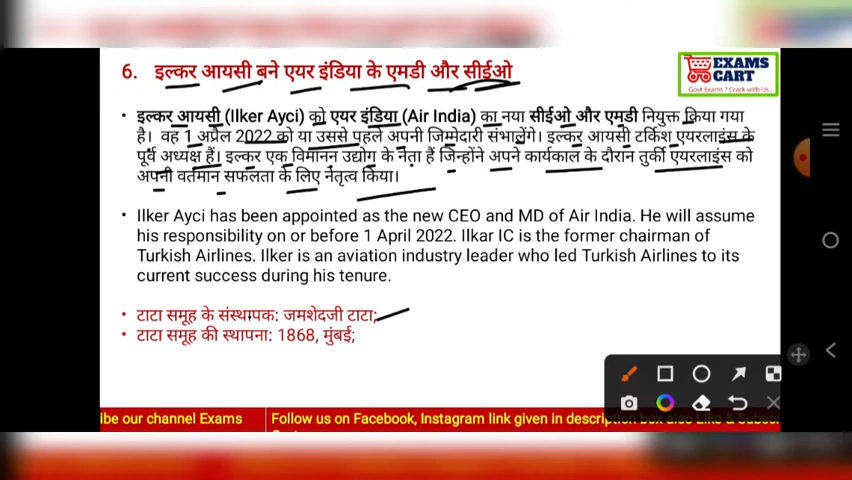 6. इल्कर आयसी बने एयर इंडिया के एमडी और सीईओ
EXAMS
CART
Govt Exams ? Crack with Us...
• इल्कर आयसी (Ilker Ayci) को एयर इंडिया (Air India) का नया सीईओ और एमडी नियुक्त किया गया
है। वह 1 अप्रैल 2022 को या उससे पहले अपनी जिम्मेदारी संभालेंगे। इल्कर आयसी टर्किश एयरलाइंस के
पूर्व अध्यक्ष हैं। इल्कर एक विमानन उद्योग के नेता हैं जिन्होंने अपने कार्यकाल के दौरान तुर्की एयरलाइंस को
अपनी वर्तमान सफलता के लिए नेतृत्व किया।
• Ilker Ayci has been appointed as the new CEO and MD of Air India. He will assume
his responsibility on or before 1 April 2022. Ilkar IC is the former chairman of
Turkish Airlines. Ilker is an aviation industry leader who led Turkish Airlines to its
current success during his tenure.
• टाटा समूह के संस्थापक: जमशेदजी टाटा;
• टाटा समूह की स्थापना: 1868, मुंबई;
ibe our channel Exams
Follow us on Facebook, Instagram link given in description box also Like & Subsc